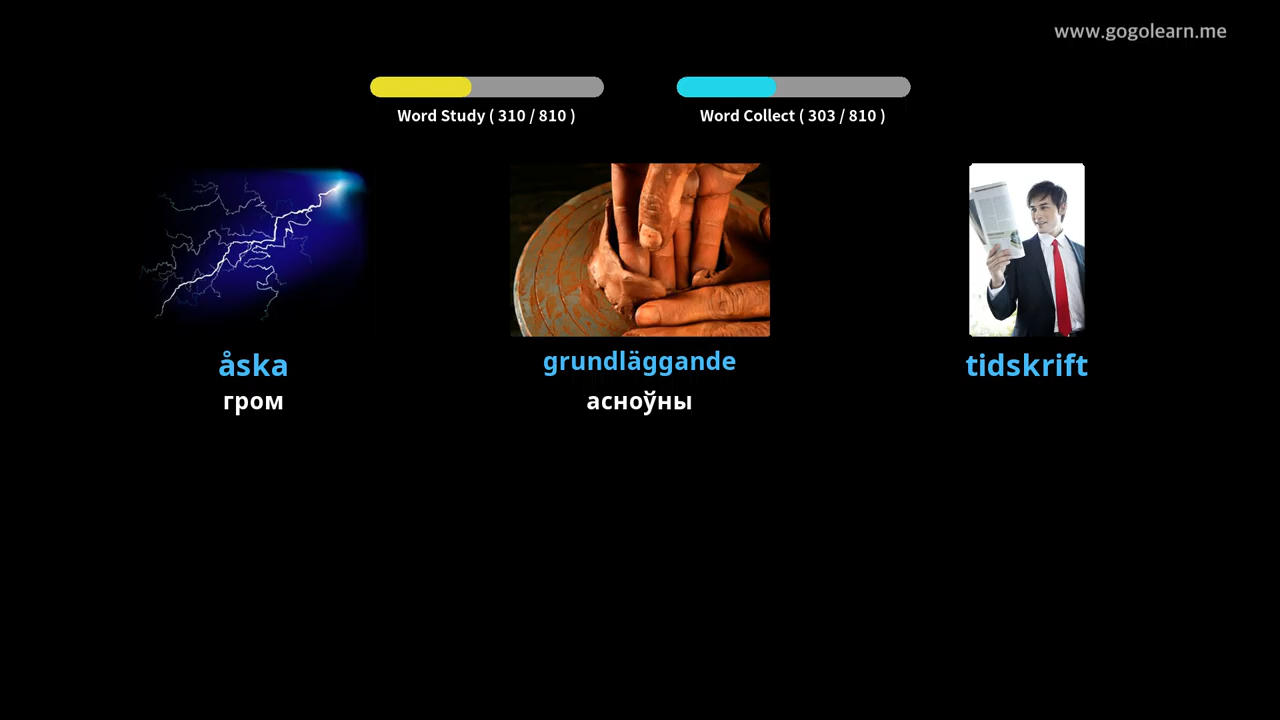 www.gogolearn.me
Word Study ( 310 / 810 )
Word Collect ( 303 / 810 )
åska
гром
grundläggande
асноўны
tidskrift